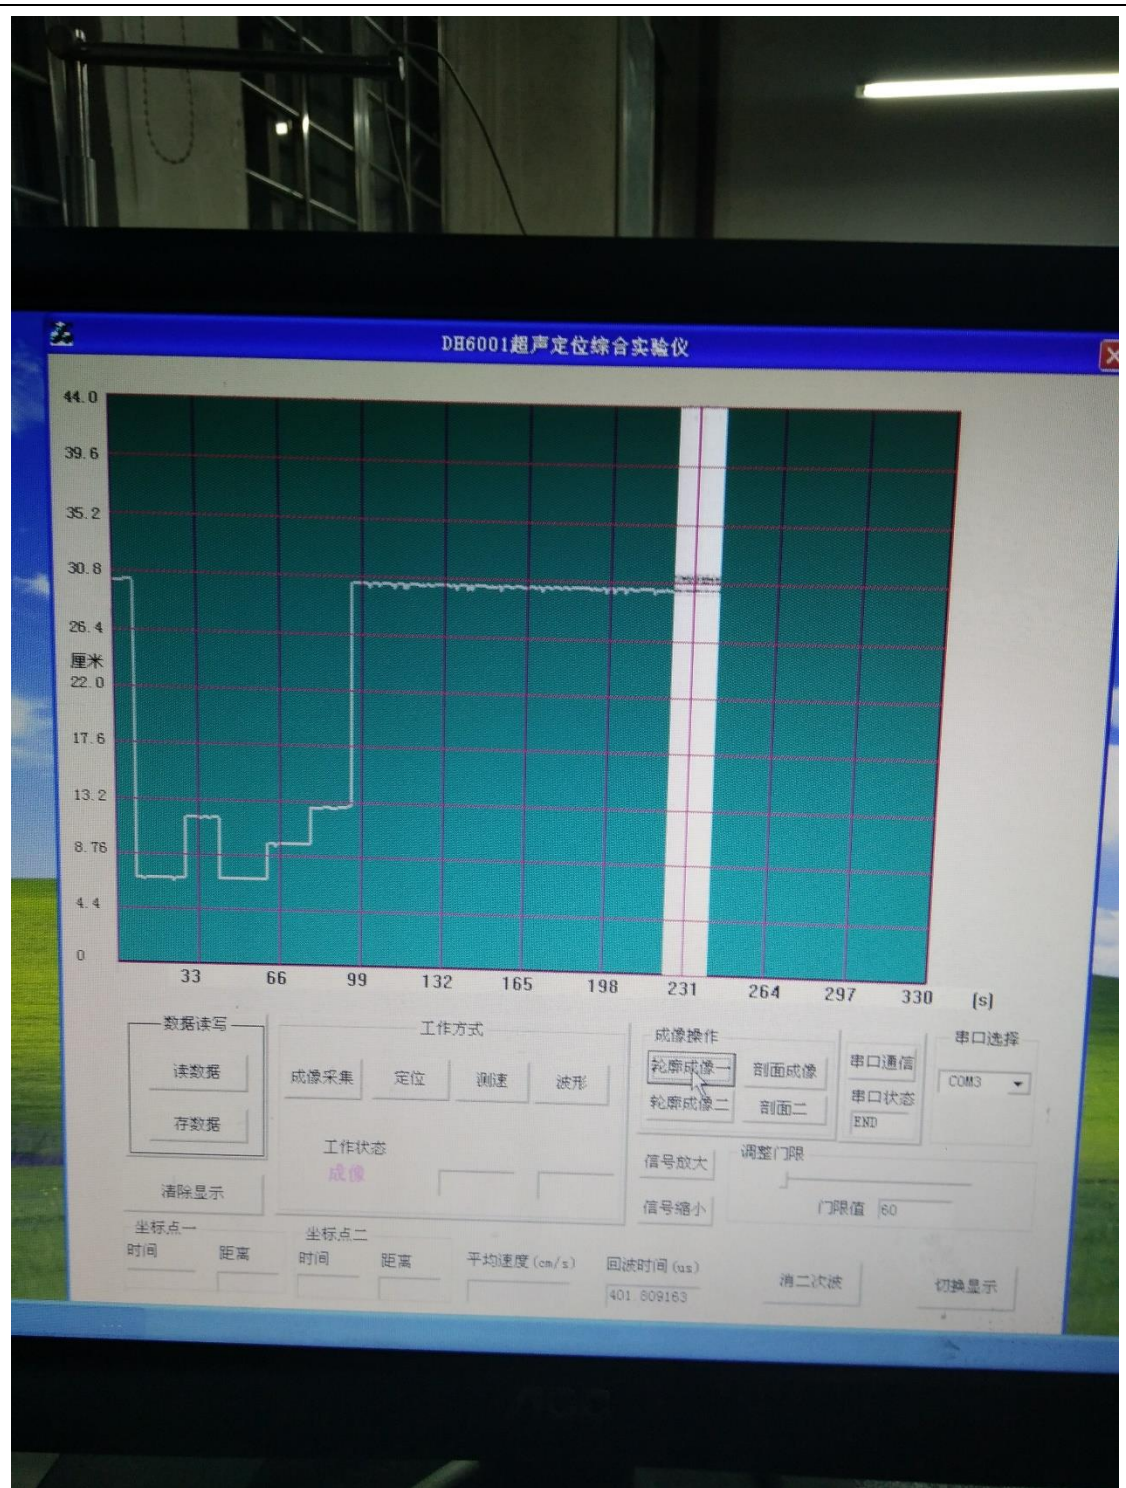 DH6001超声定位综合实验仪
44.0
39.6
35.2
30.8
26.4
厘米
22.0
17.6
13.2
8.76
4.4
0
33 66 99 132 165 198 231 264 297 330 (s)
数据读写
读数据
存数据
清除显示
工作方式
成像采集 定位 测速 波形
工作状态
成像
成像操作
轮廓成像一 剖面成像
轮廓成像二 剖面二
串口通信
串口状态
END
串口选择
COM3
信号放大
信号缩小
调整门限
门限值 60
坐标点一
时间 距离
坐标点二
时间 距离
平均速度(cm/s)
回波时间(us)
401.809163
消二次波
切换显示
AOC